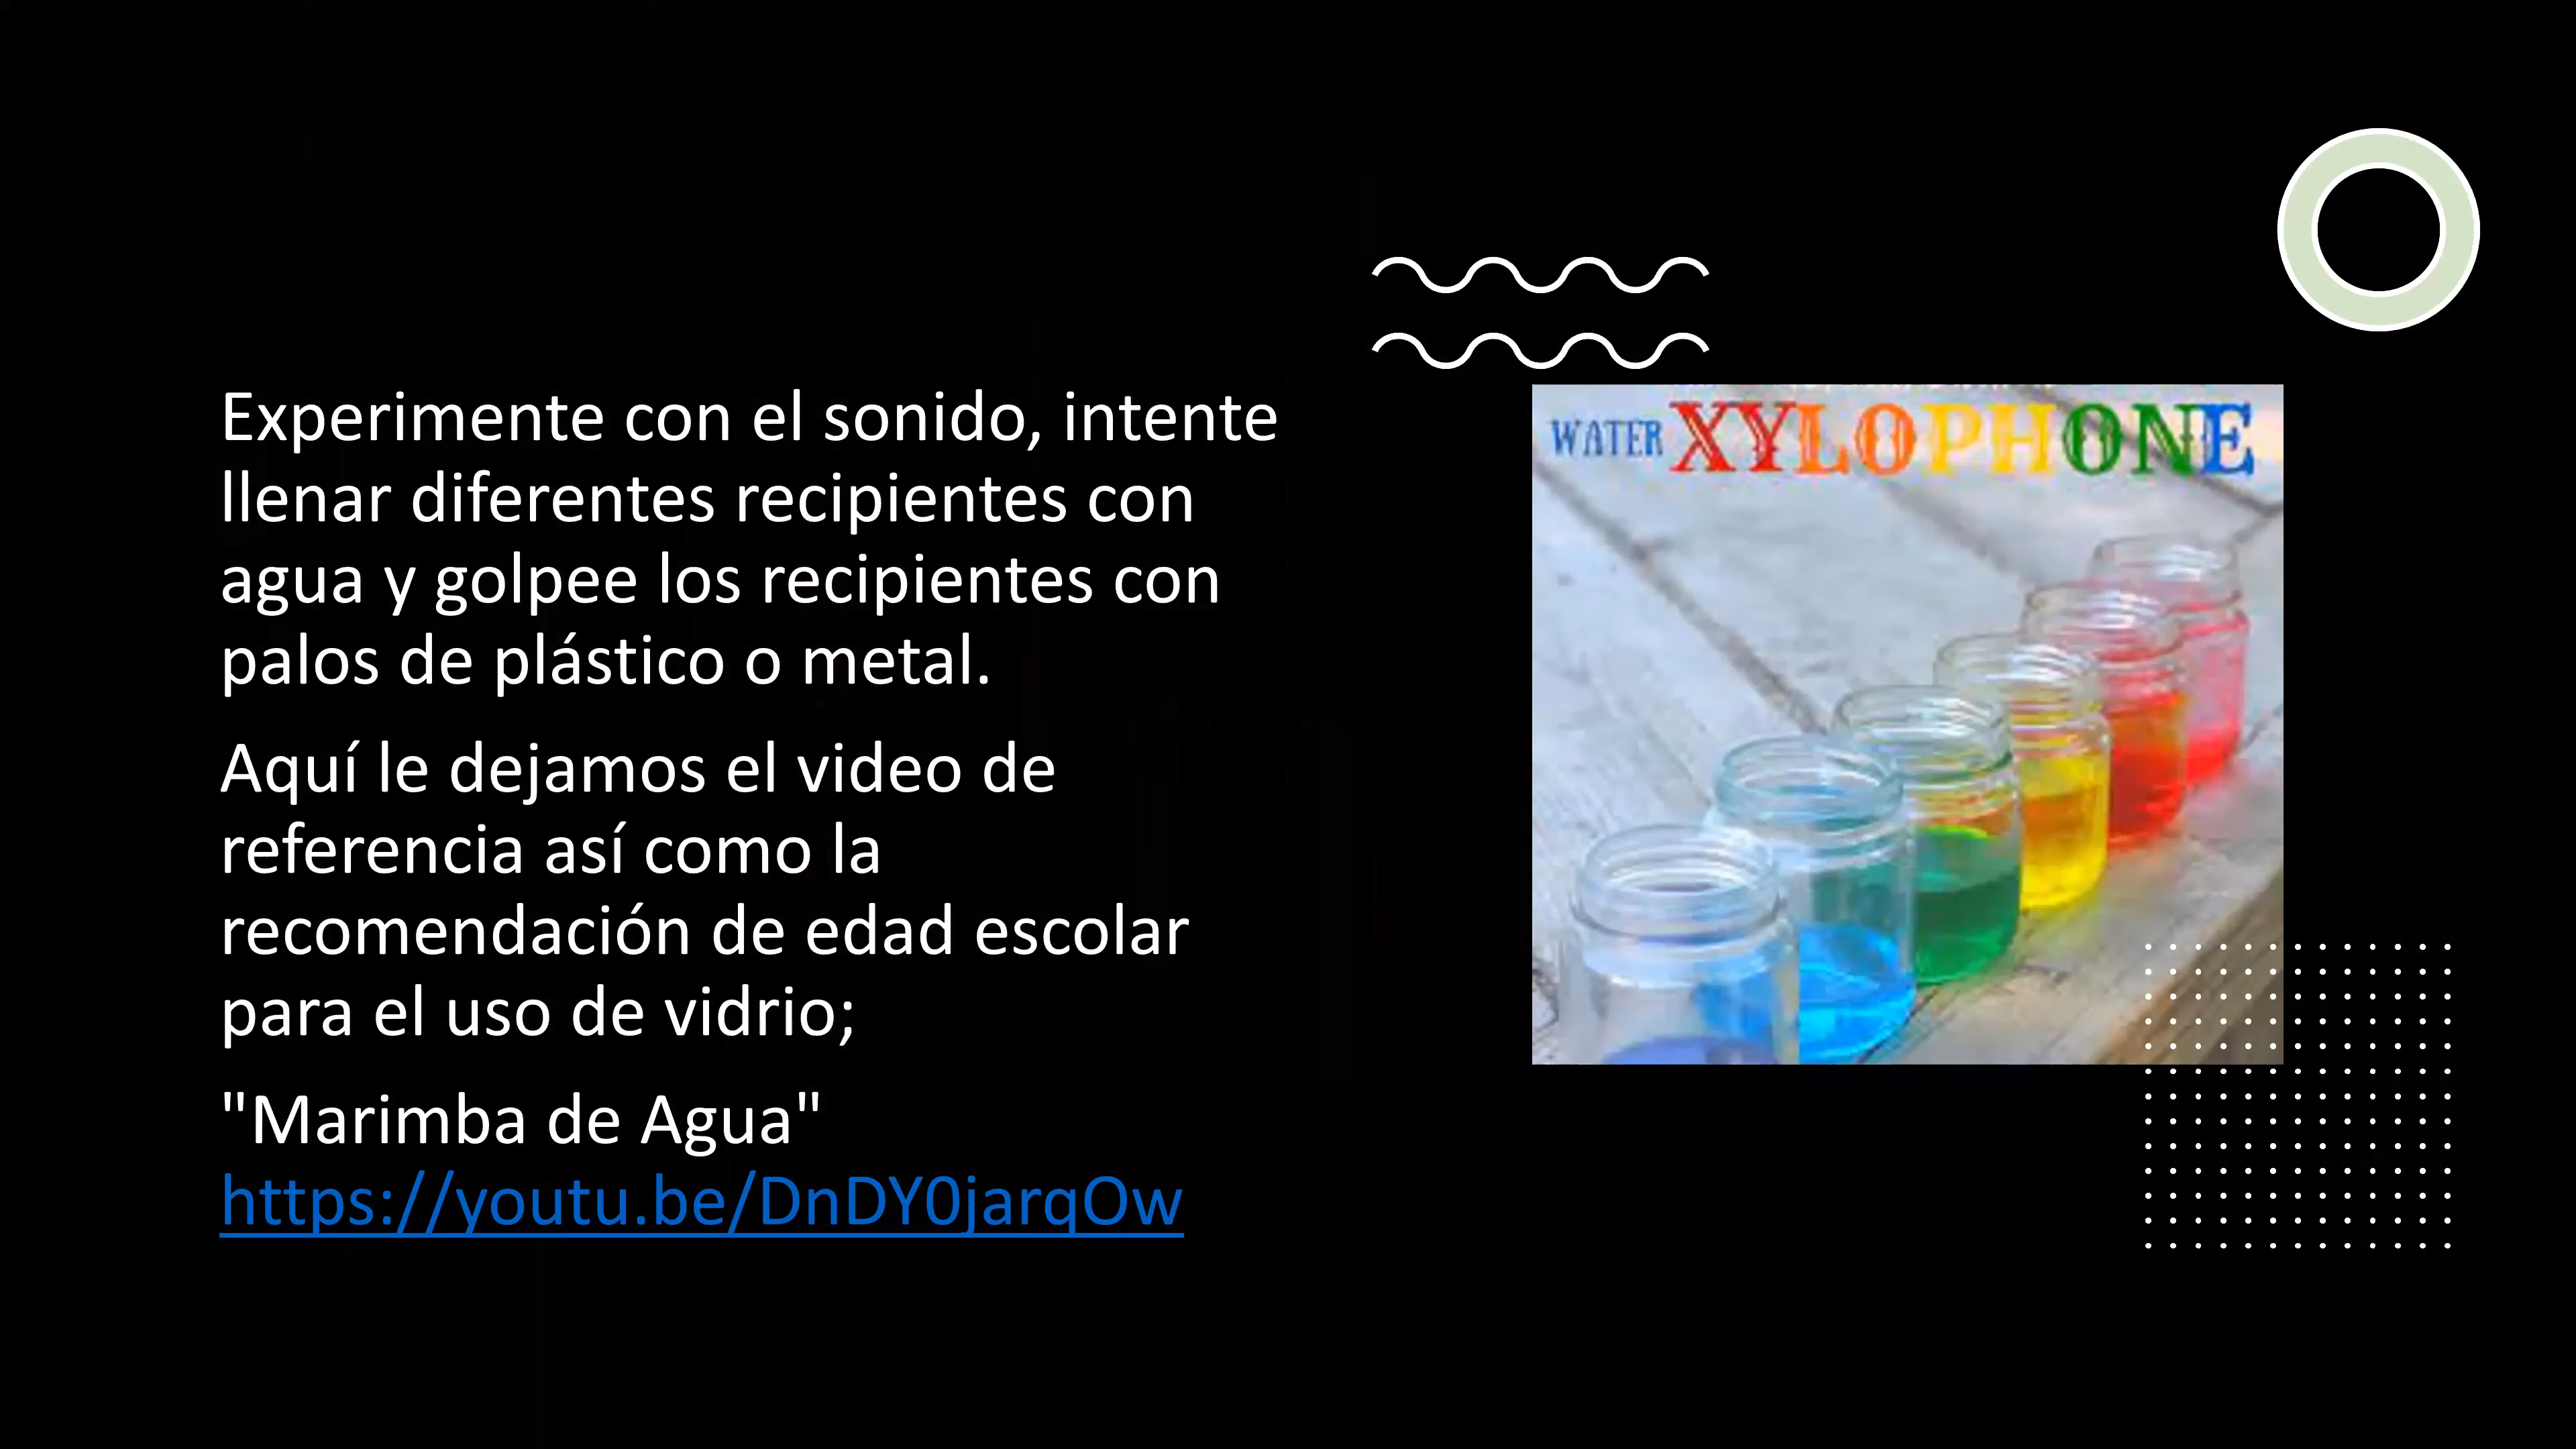 Experimente con el sonido, intente
llenar diferentes recipientes con
agua y golpee los recipientes con
palos de plástico o metal.
Aquí le dejamos el video de
referencia así como la
recomendación de edad escolar
para el uso de vidrio;
"Marimba de Agua"
https://youtu.be/DnDY0jarqOw
WATER XYLOPHONE